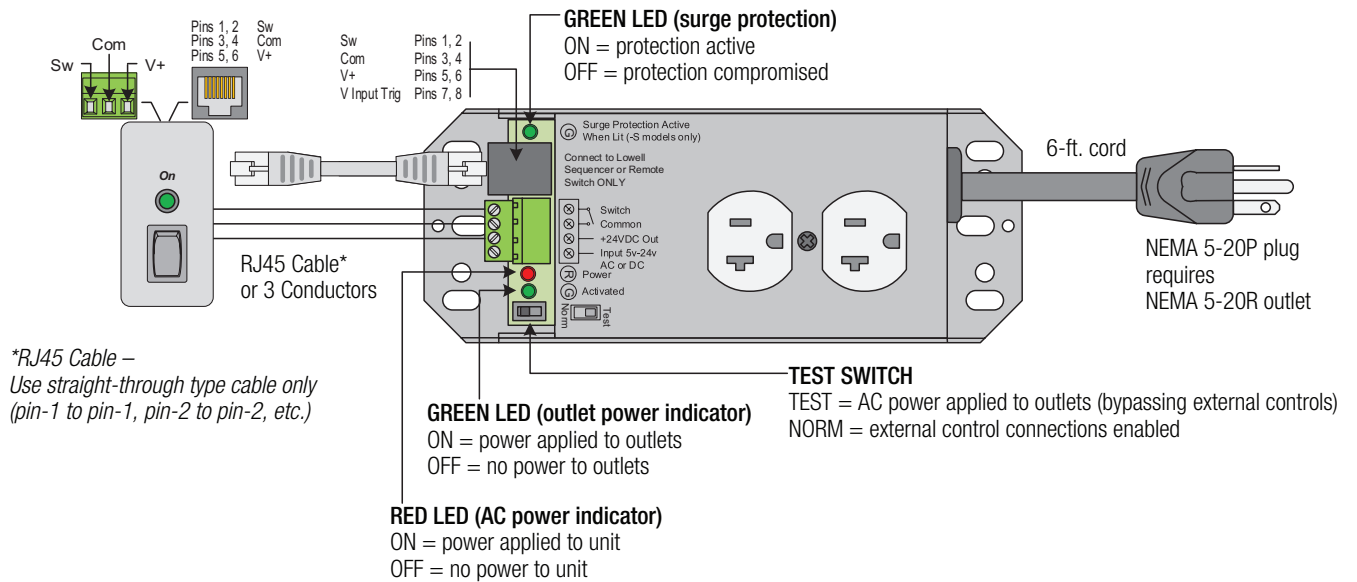 GREEN LED (surge protection)
ON = protection active
OFF = protection compromised
Pins 1, 2 Sw
Pins 3, 4 Com
Pins 5, 6 V+
Com
Sw
V+
Sw Pins 1, 2
Com Pins 3, 4
V+ Pins 5, 6
V Input Trig Pins 7, 8
On
G
Surge Protection Active
When Lit (-S models only)
Connect to Lowell
Sequencer or Remote
Switch ONLY
Switch
Common
+24VDC Out
Input 5v-24v
AC or DC
R
Power
G
Activated
Norm
Test
6-ft. cord
NEMA 5-20P plug
requires
NEMA 5-20R outlet
RJ45 Cable*
or 3 Conductors
*RJ45 Cable –
Use straight-through type cable only
(pin-1 to pin-1, pin-2 to pin-2, etc.)
TEST SWITCH
TEST = AC power applied to outlets (bypassing external controls)
NORM = external control connections enabled
GREEN LED (outlet power indicator)
ON = power applied to outlets
OFF = no power to outlets
RED LED (AC power indicator)
ON = power applied to unit
OFF = no power to unit